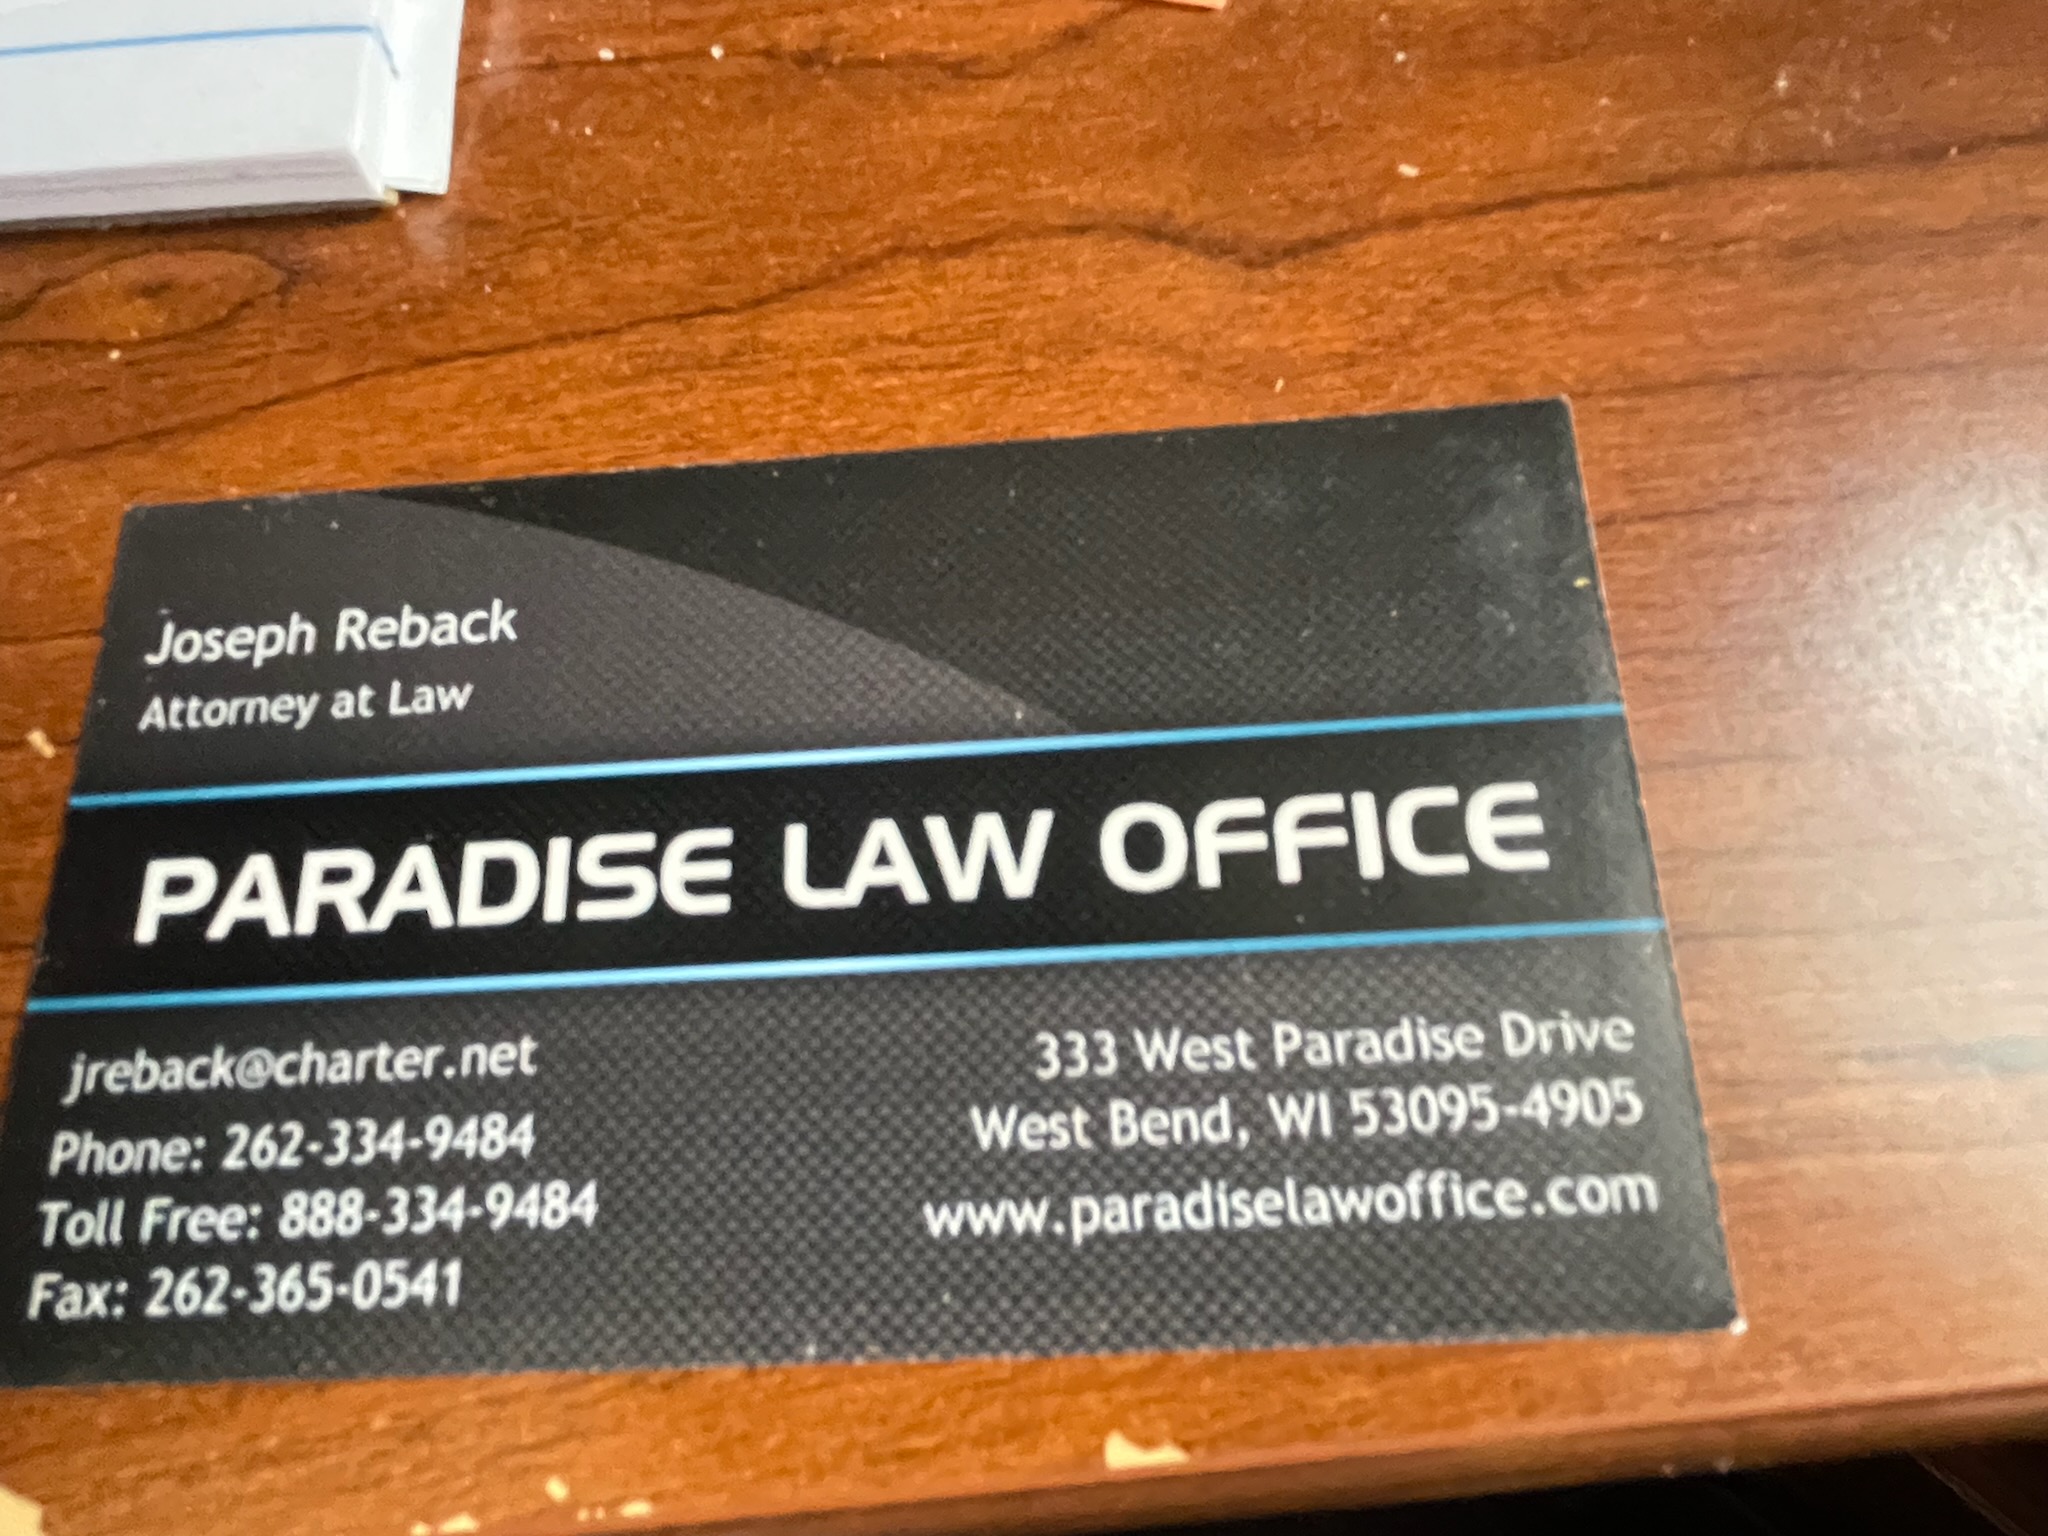 Joseph Reback
Attorney at Law
PARADISE LAW OFFICE
jreback@charter.net
Phone: 262-334-9484
Toll Free: 888-334-9484
Fax: 262-365-0541
333 West Paradise Drive
West Bend, WI 53095-4905
www.paradiselawoffice.com